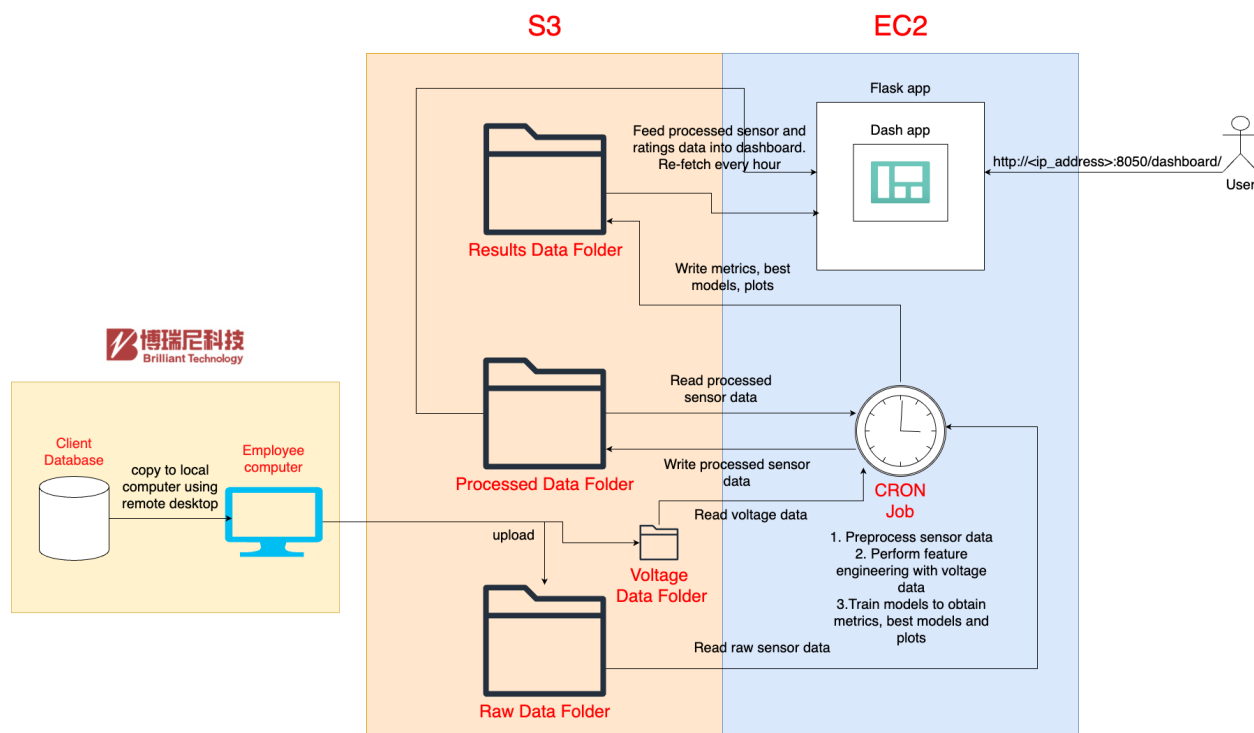 S3
EC2
Flask app
Dash app
Feed processed sensor and
ratings data into dashboard.
Re-fetch every hour
http://<ip_address>:8050/dashboard/
User
Results Data Folder
Write metrics, best
models, plots
博瑞尼科技
Brilliant Technology
Client
Database
copy to local
computer using
remote desktop
Employee
computer
Read processed
sensor data
Processed Data Folder
Write processed sensor
data
CRON
Job
Read voltage data
upload
Voltage
Data Folder
1. Preprocess sensor data
2. Perform feature
engineering with voltage
data
3.Train models to obtain
metrics, best models and
plots
Read raw sensor data
Raw Data Folder